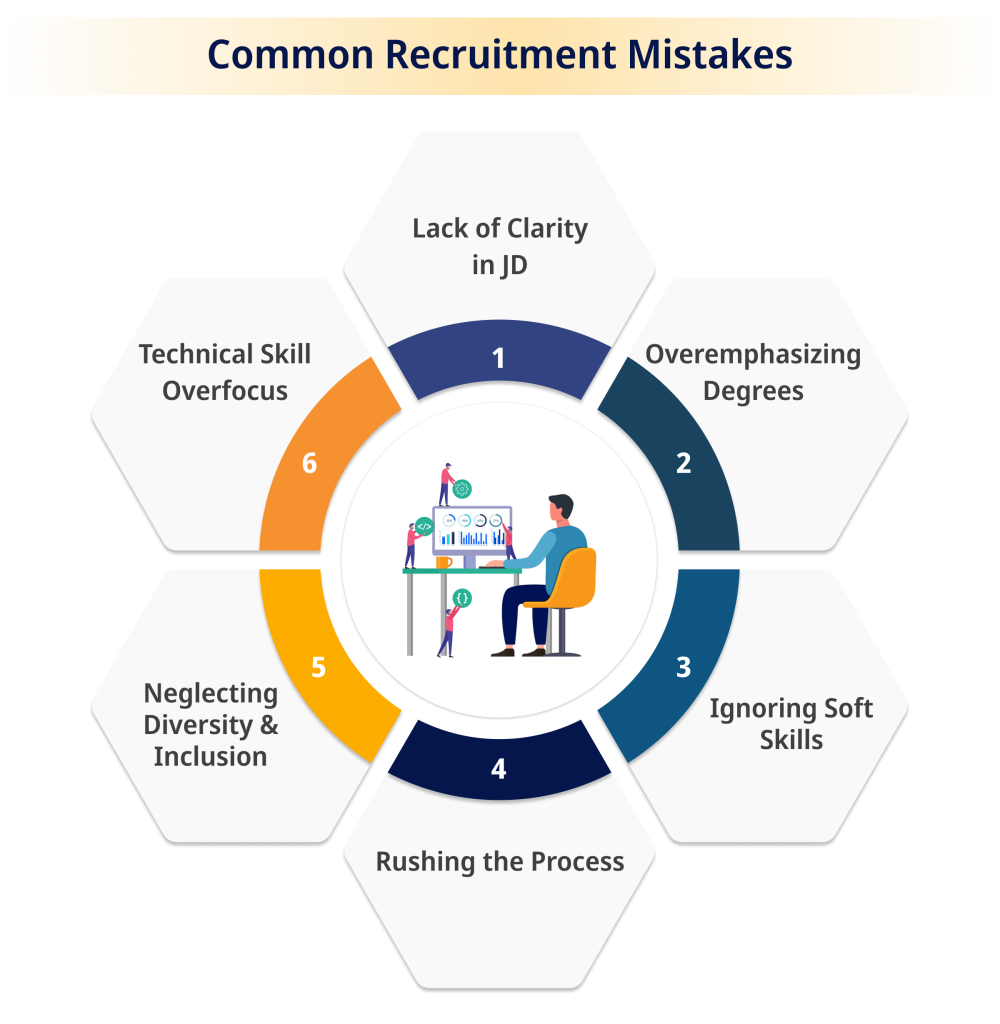 Common Recruitment Mistakes
Lack of Clarity
in JD
1
Overemphasizing
Degrees
2
3
Ignoring Soft
Skills
4
Rushing the Process
5
Neglecting
Diversity &
Inclusion
Technical Skill
Overfocus
6